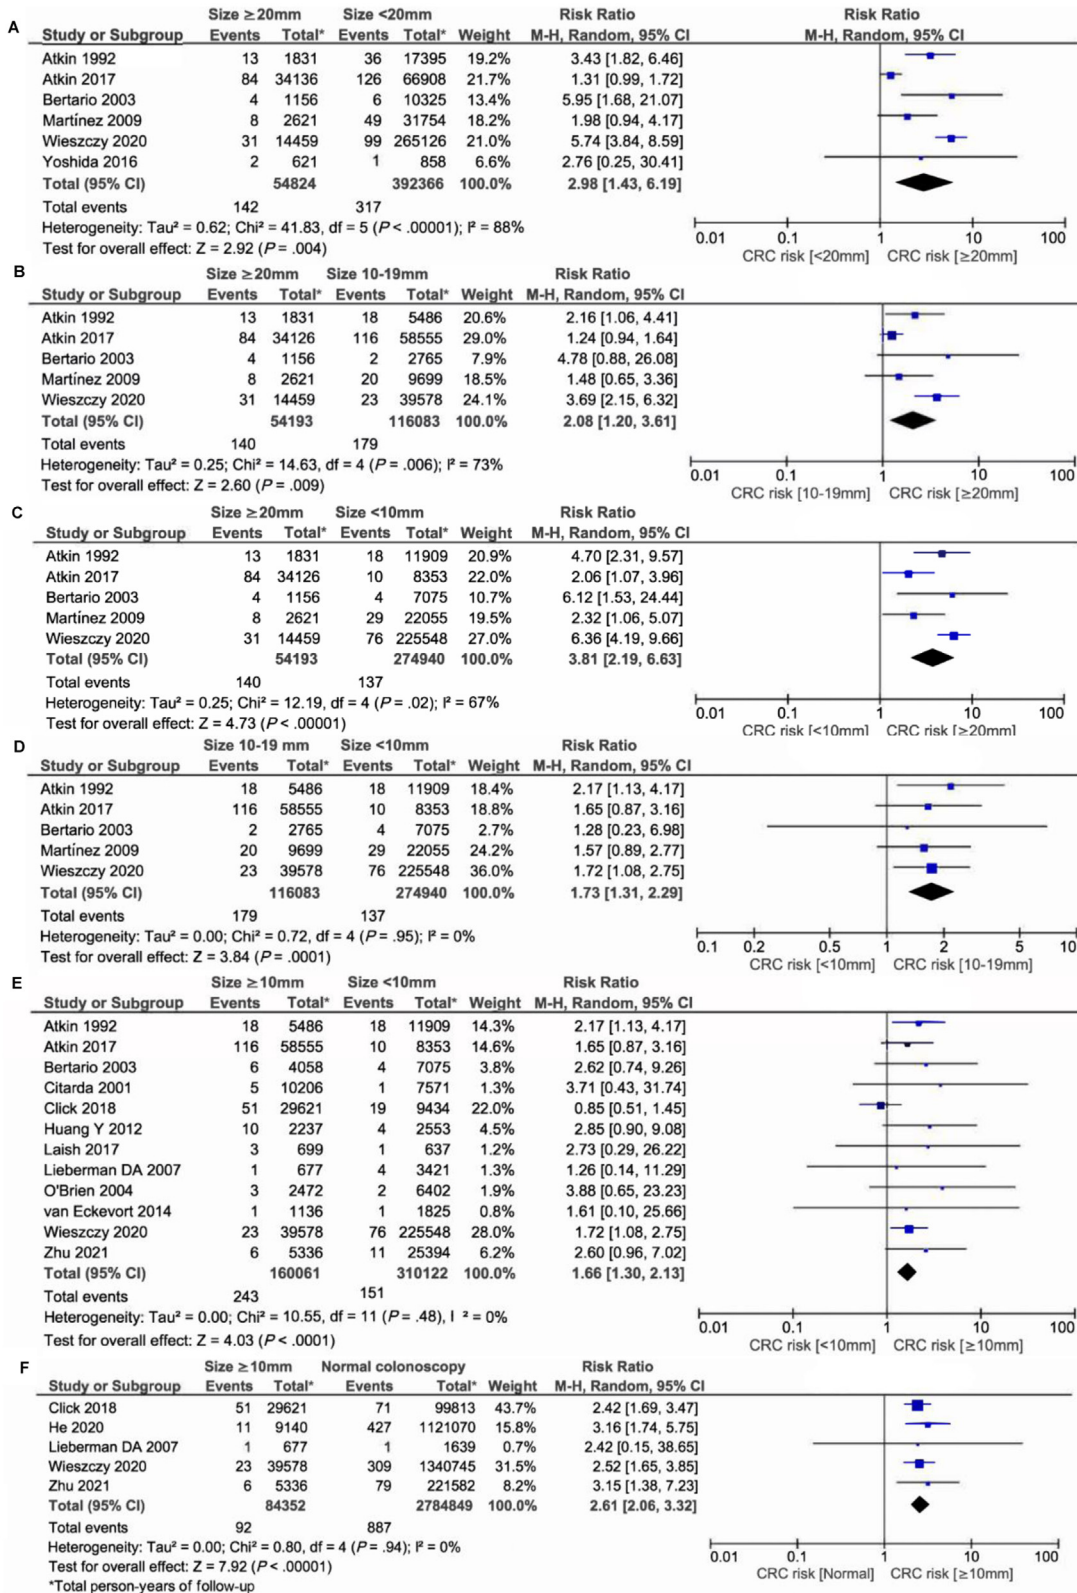 A
Size ≥20mm Size <20mm Risk Ratio Risk Ratio
Study or Subgroup Events Total* Events Total* Weight M-H, Random, 95% CI M-H, Random, 95% CI
Atkin 1992 13 1831 36 17395 19.2% 3.43 [1.82, 6.46]
Atkin 2017 84 34136 126 66908 21.7% 1.31 [0.99, 1.72]
Bertario 2003 4 1156 6 10325 13.4% 5.95 [1.68, 21.07]
Martínez 2009 8 2621 49 31754 18.2% 1.98 [0.94, 4.17]
Wieszczy 2020 31 14459 99 265126 21.0% 5.74 [3.84, 8.59]
Yoshida 2016 2 621 1 858 6.6% 2.76 [0.25, 30.41]
Total (95% CI) 54824 392366 100.0% 2.98 [1.43, 6.19]
Total events 142 317
Heterogeneity: Tau² = 0.62; Chi² = 41.83, df = 5 (P < .00001); I² = 88%
Test for overall effect: Z = 2.92 (P = .004)
0.01 0.1 1 10 100
CRC risk [<20mm] CRC risk [≥20mm]
B
Size ≥20mm Size 10-19mm Risk Ratio
Study or Subgroup Events Total* Events Total* Weight M-H, Random, 95% CI
Atkin 1992 13 1831 18 5486 20.6% 2.16 [1.06, 4.41]
Atkin 2017 84 34126 116 58555 29.0% 1.24 [0.94, 1.64]
Bertario 2003 4 1156 2 2765 7.9% 4.78 [0.88, 26.08]
Martínez 2009 8 2621 20 9699 18.5% 1.48 [0.65, 3.36]
Wieszczy 2020 31 14459 23 39578 24.1% 3.69 [2.15, 6.32]
Total (95% CI) 54193 116083 100.0% 2.08 [1.20, 3.61]
Total events 140 179
Heterogeneity: Tau² = 0.25; Chi² = 14.63, df = 4 (P = .006); I² = 73%
Test for overall effect: Z = 2.60 (P = .009)
0.01 0.1 1 10 100
CRC risk [10-19mm] CRC risk [≥20mm]
C
Size ≥20mm Size <10mm Risk Ratio
Study or Subgroup Events Total* Events Total* Weight M-H, Random, 95% CI
Atkin 1992 13 1831 18 11909 20.9% 4.70 [2.31, 9.57]
Atkin 2017 84 34126 10 8353 22.0% 2.06 [1.07, 3.96]
Bertario 2003 4 1156 4 7075 10.7% 6.12 [1.53, 24.44]
Martínez 2009 8 2621 29 22055 19.5% 2.32 [1.06, 5.07]
Wieszczy 2020 31 14459 76 225548 27.0% 6.36 [4.19, 9.66]
Total (95% CI) 54193 274940 100.0% 3.81 [2.19, 6.63]
Total events 140 137
Heterogeneity: Tau² = 0.25; Chi² = 12.19, df = 4 (P = .02); I² = 67%
Test for overall effect: Z = 4.73 (P < .00001)
0.01 0.1 1 10 100
CRC risk [<10mm] CRC risk [≥20mm]
D
Size 10-19 mm Size <10mm Risk Ratio
Study or Subgroup Events Total* Events Total* Weight M-H, Random, 95% CI
Atkin 1992 18 5486 18 11909 18.4% 2.17 [1.13, 4.17]
Atkin 2017 116 58555 10 8353 18.8% 1.65 [0.87, 3.16]
Bertario 2003 2 2765 4 7075 2.7% 1.28 [0.23, 6.98]
Martínez 2009 20 9699 29 22055 24.2% 1.57 [0.89, 2.77]
Wieszczy 2020 23 39578 76 225548 36.0% 1.72 [1.08, 2.75]
Total (95% CI) 116083 274940 100.0% 1.73 [1.31, 2.29]
Total events 179 137
Heterogeneity: Tau² = 0.00; Chi² = 0.72, df = 4 (P = .95); I² = 0%
Test for overall effect: Z = 3.84 (P = .0001)
0.1 0.2 0.5 1 2 5 10
CRC risk [<10mm] CRC risk [10-19mm]
E
Size ≥10mm Size <10mm Risk Ratio
Study or Subgroup Events Total* Events Total* Weight M-H, Random, 95% CI
Atkin 1992 18 5486 18 11909 14.3% 2.17 [1.13, 4.17]
Atkin 2017 116 58555 10 8353 14.6% 1.65 [0.87, 3.16]
Bertario 2003 6 4058 4 7075 3.8% 2.62 [0.74, 9.26]
Citarda 2001 5 10206 1 7571 1.3% 3.71 [0.43, 31.74]
Click 2018 51 29621 19 9434 22.0% 0.85 [0.51, 1.45]
Huang Y 2012 10 2237 4 2553 4.5% 2.85 [0.90, 9.08]
Laish 2017 3 699 1 637 1.2% 2.73 [0.29, 26.22]
Lieberman DA 2007 1 677 4 3421 1.3% 1.26 [0.14, 11.29]
O'Brien 2004 3 2472 2 6402 1.9% 3.88 [0.65, 23.23]
van Eckevort 2014 1 1136 1 1825 0.8% 1.61 [0.10, 25.66]
Wieszczy 2020 23 39578 76 225548 28.0% 1.72 [1.08, 2.75]
Zhu 2021 6 5336 11 25394 6.2% 2.60 [0.96, 7.02]
Total (95% CI) 160061 310122 100.0% 1.66 [1.30, 2.13]
Total events 243 151
Heterogeneity: Tau² = 0.00; Chi² = 10.55, df = 11 (P = .48), I ² = 0%
Test for overall effect: Z = 4.03 (P < .0001)
0.01 0.1 1 10 100
CRC risk [<10mm] CRC risk [≥10mm]
F
Size ≥10mm Normal colonoscopy Risk Ratio
Study or Subgroup Events Total* Events Total* Weight M-H, Random, 95% CI
Click 2018 51 29621 71 99813 43.7% 2.42 [1.69, 3.47]
He 2020 11 9140 427 1121070 15.8% 3.16 [1.74, 5.75]
Lieberman DA 2007 1 677 1 1639 0.7% 2.42 [0.15, 38.65]
Wieszczy 2020 23 39578 309 1340745 31.5% 2.52 [1.65, 3.85]
Zhu 2021 6 5336 79 221582 8.2% 3.15 [1.38, 7.23]
Total (95% CI) 84352 2784849 100.0% 2.61 [2.06, 3.32]
Total events 92 887
Heterogeneity: Tau² = 0.00; Chi² = 0.80, df = 4 (P = .94); I² = 0%
Test for overall effect: Z = 7.92 (P < .00001)
*Total person-years of follow-up
0.01 0.1 1 10 100
CRC risk [Normal] CRC risk [≥10mm]